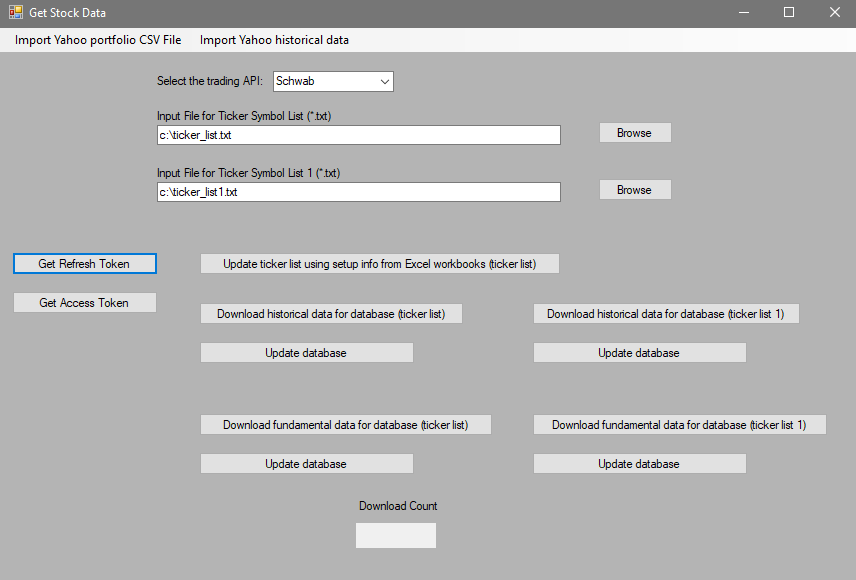 Get Stock Data
Import Yahoo portfolio CSV File Import Yahoo historical data
Select the trading API: Schwab
Input File for Ticker Symbol List (*.txt)
c:\ticker_list.txt Browse
Input File for Ticker Symbol List 1 (*.txt)
c:\ticker_list1.txt Browse
Get Refresh Token Update ticker list using setup info from Excel workbooks (ticker list)
Get Access Token
Download historical data for database (ticker list) Download historical data for database (ticker list 1)
Update database Update database
Download fundamental data for database (ticker list) Download fundamental data for database (ticker list 1)
Update database Update database
Download Count